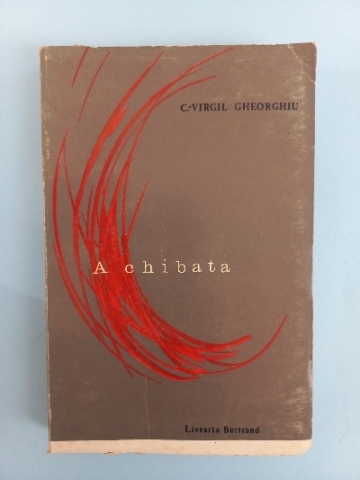 C.-VIRGIL GHEORGHIU
A chibata
Livraria Bertrand